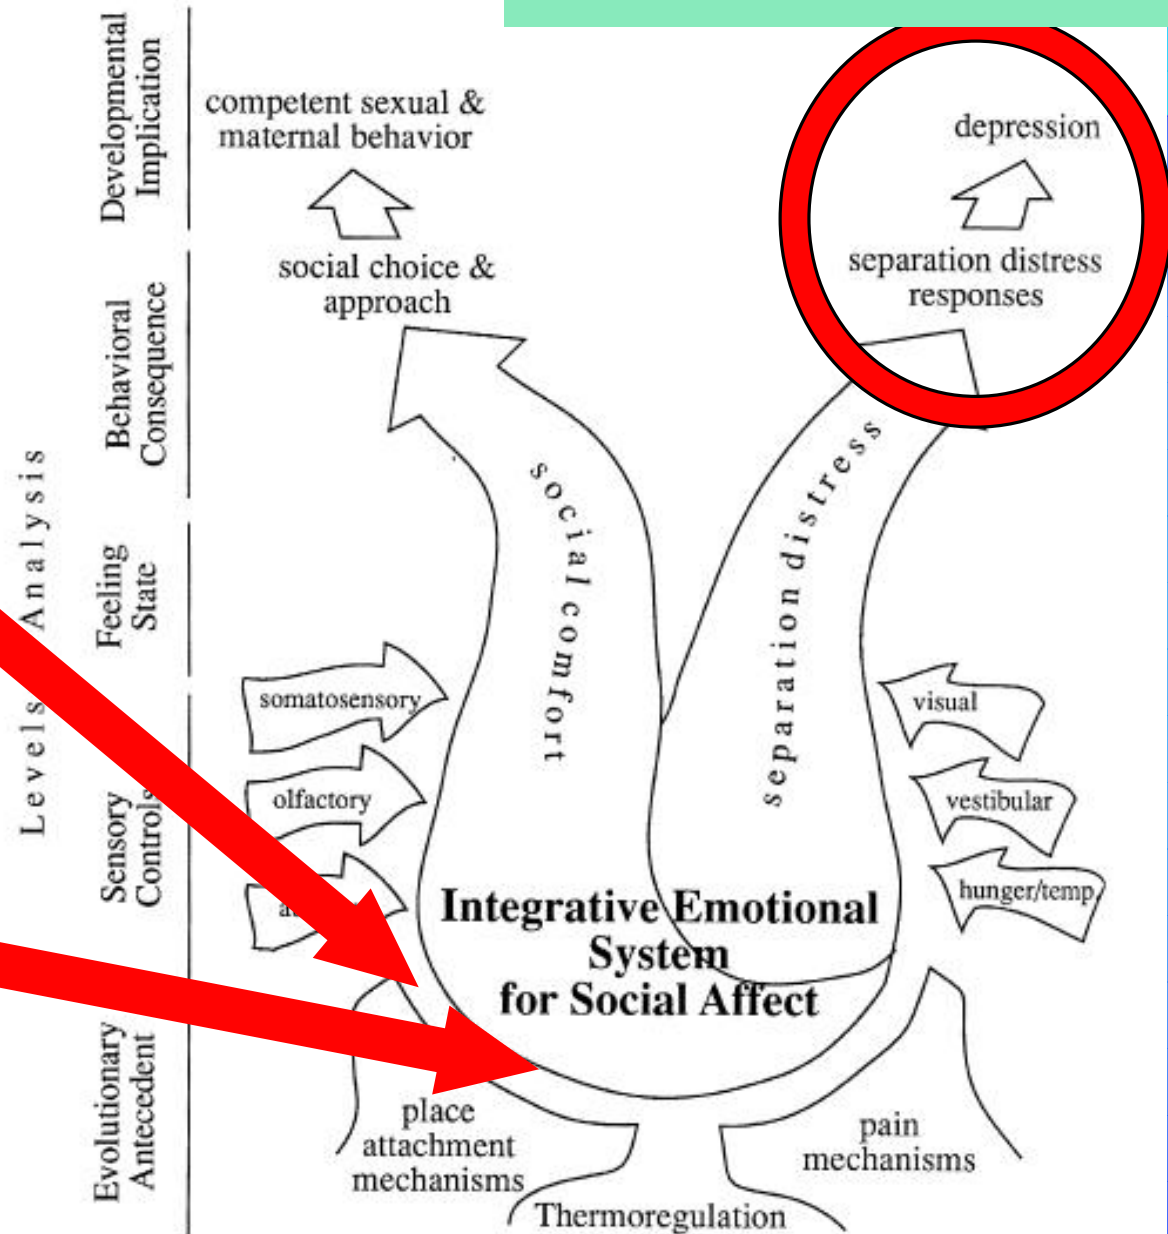 Developmental
Implication
competent sexual &
maternal behavior
depression
Behavioral
Consequence
social choice &
approach
separation distress
responses
Levels Analysis
Feeling
State
social comfort
separation distress
Sensory
Controls
somatosensory
olfactory
visual
vestibular
hunger/temp
Integrative Emotional
System
for Social Affect
Evolutionary
Antecedent
place
attachment
mechanisms
Thermoregulation
pain
mechanisms